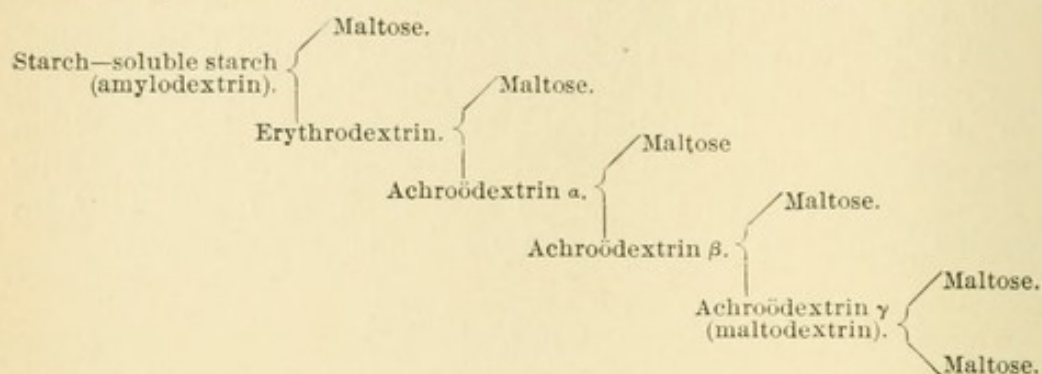 Maltose.
Starch—soluble starch
(amylodextrin).
Maltose.
Erythrodextrin.
Maltose
Achroödextrin α.
Maltose.
Achroödextrin β.
Maltose.
Achroödextrin γ
(maltodextrin).
Maltose.